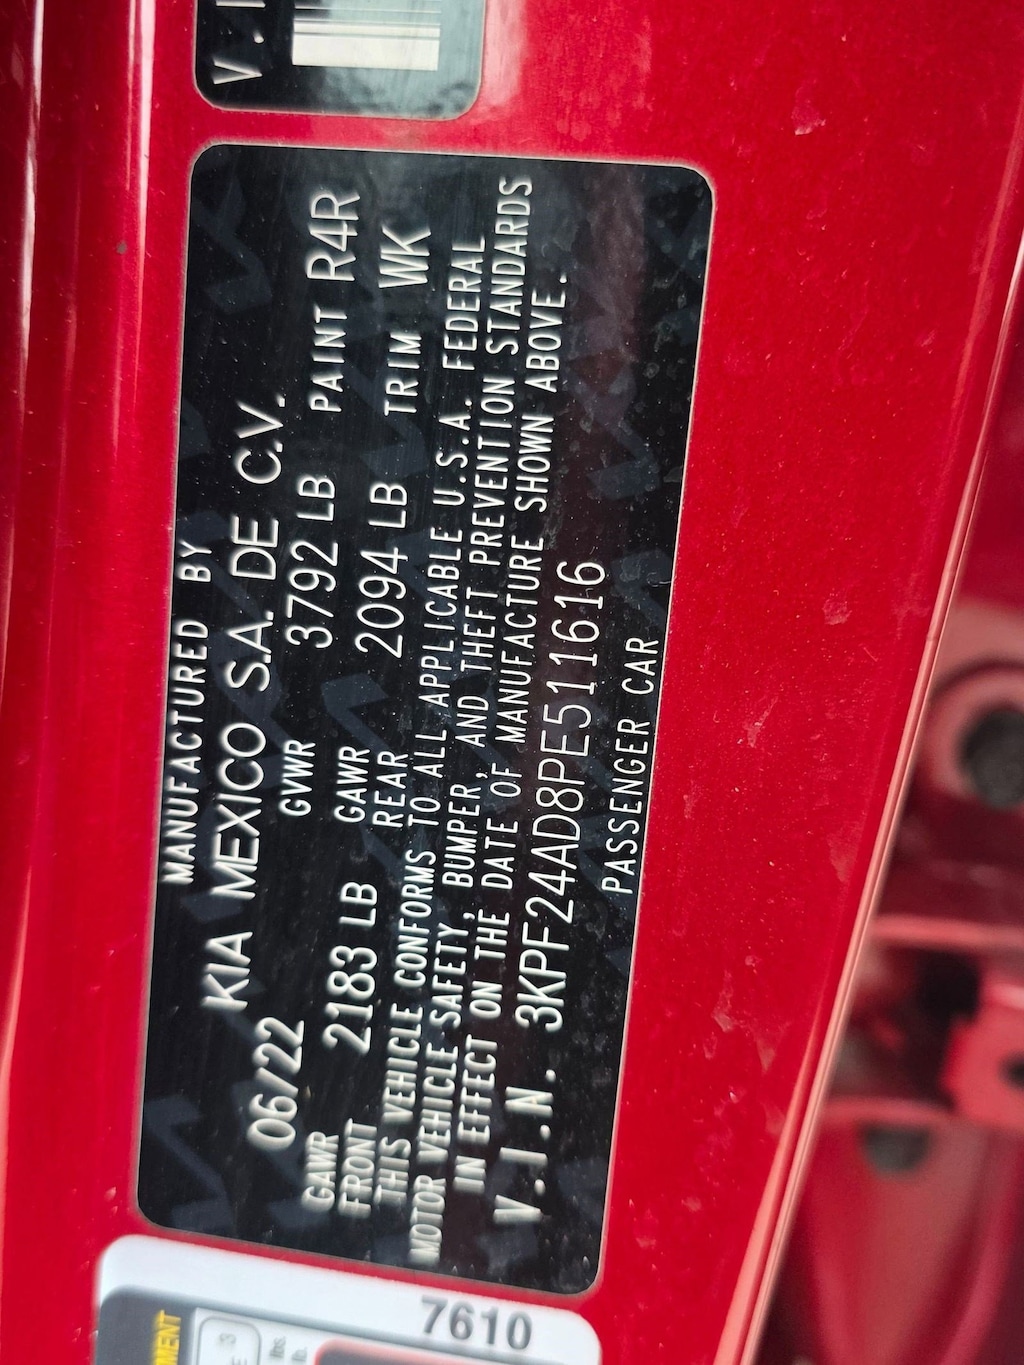 MANUFACTURED BY
KIA MEXICO S.A. DE C.V.
06/22 GVWR 3792 LB PAINT R4R
GAWR FRONT 2183 LB GAWR REAR 2094 LB TRIM WK
THIS VEHICLE CONFORMS TO ALL APPLICABLE U.S.A. FEDERAL
MOTOR VEHICLE SAFETY, BUMPER, AND THEFT PREVENTION STANDARDS
IN EFFECT ON THE DATE OF MANUFACTURE SHOWN ABOVE.
V.I.N. 3KPF24AD8PE511616
PASSENGER CAR
7610